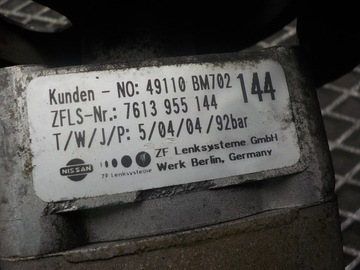 Kunden - NO: 49110 BM702
144
ZFLS-Nr.: 7613 955 144
T/W/J/P: 5/04/04/92bar
NISSAN
ZF Lenksysteme
ZF Lenksysteme GmbH
Werk Berlin, Germany